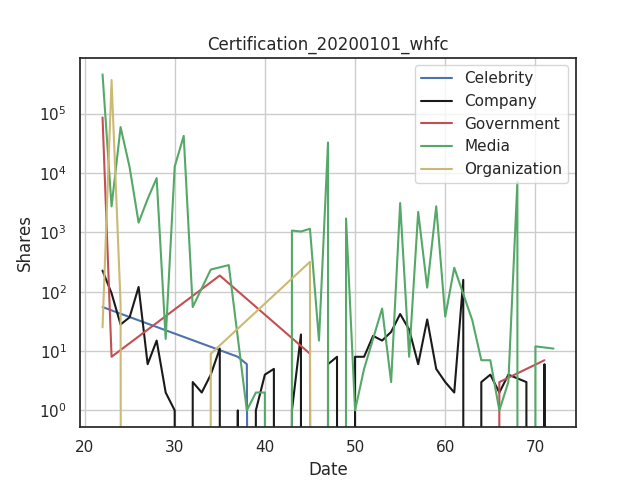 Certification_20200101_whfc
Celebrity
Company
Government
Media
Organization
Shares
10^5
10^4
10^3
10^2
10^1
10^0
20 30 40 50 60 70
Date